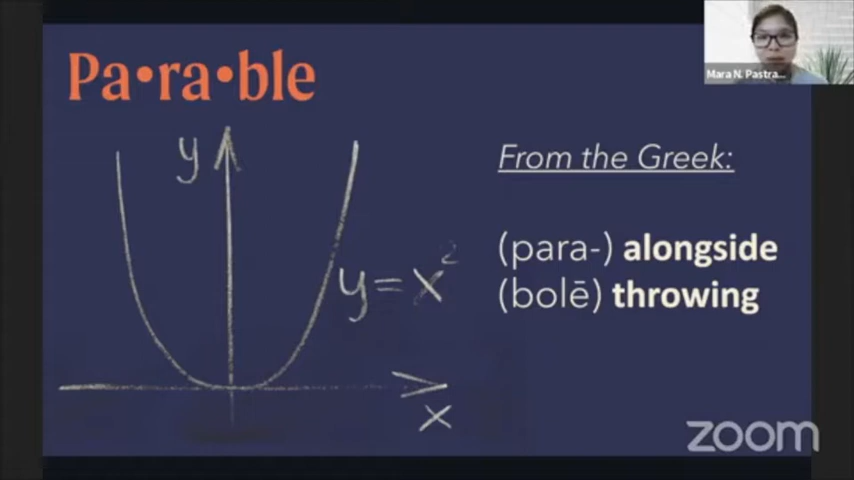 Pa•ra•ble
Mara N. Pastra...
y
From the Greek:
(para-) alongside
y=x²
(bolē) throwing
x
zoom